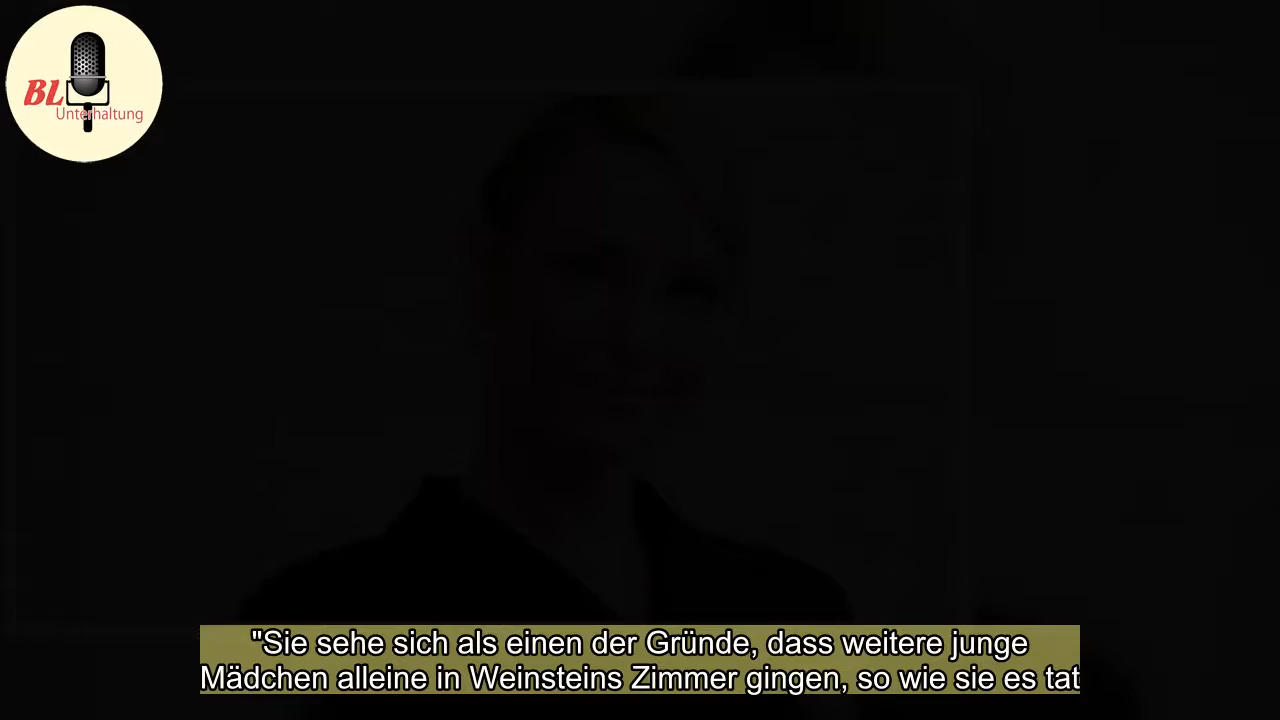 BL
Unterhaltung
"Sie sehe sich als einen der Gründe, dass weitere junge
Mädchen alleine in Weinsteins Zimmer gingen, so wie sie es tat